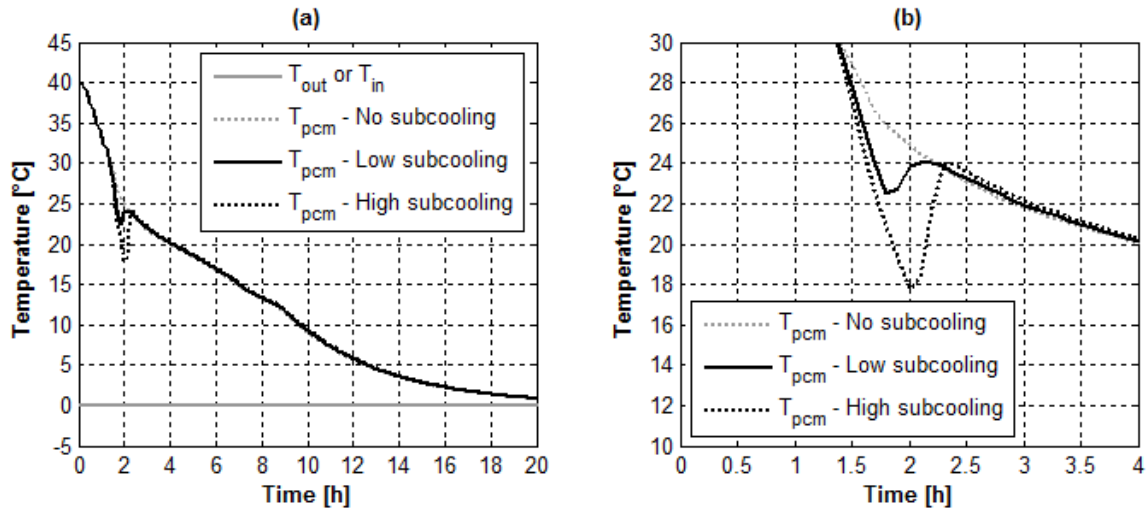 (a)
45
40
35
30
25
20
15
10
5
0
-5
0 2 4 6 8 10 12 14 16 18 20
Temperature [°C]
Time [h]
T_out or T_in
T_pcm - No subcooling
T_pcm - Low subcooling
T_pcm - High subcooling
(b)
30
28
26
24
22
20
18
16
14
12
10
0 0.5 1 1.5 2 2.5 3 3.5 4
Temperature [°C]
Time [h]
T_pcm - No subcooling
T_pcm - Low subcooling
T_pcm - High subcooling